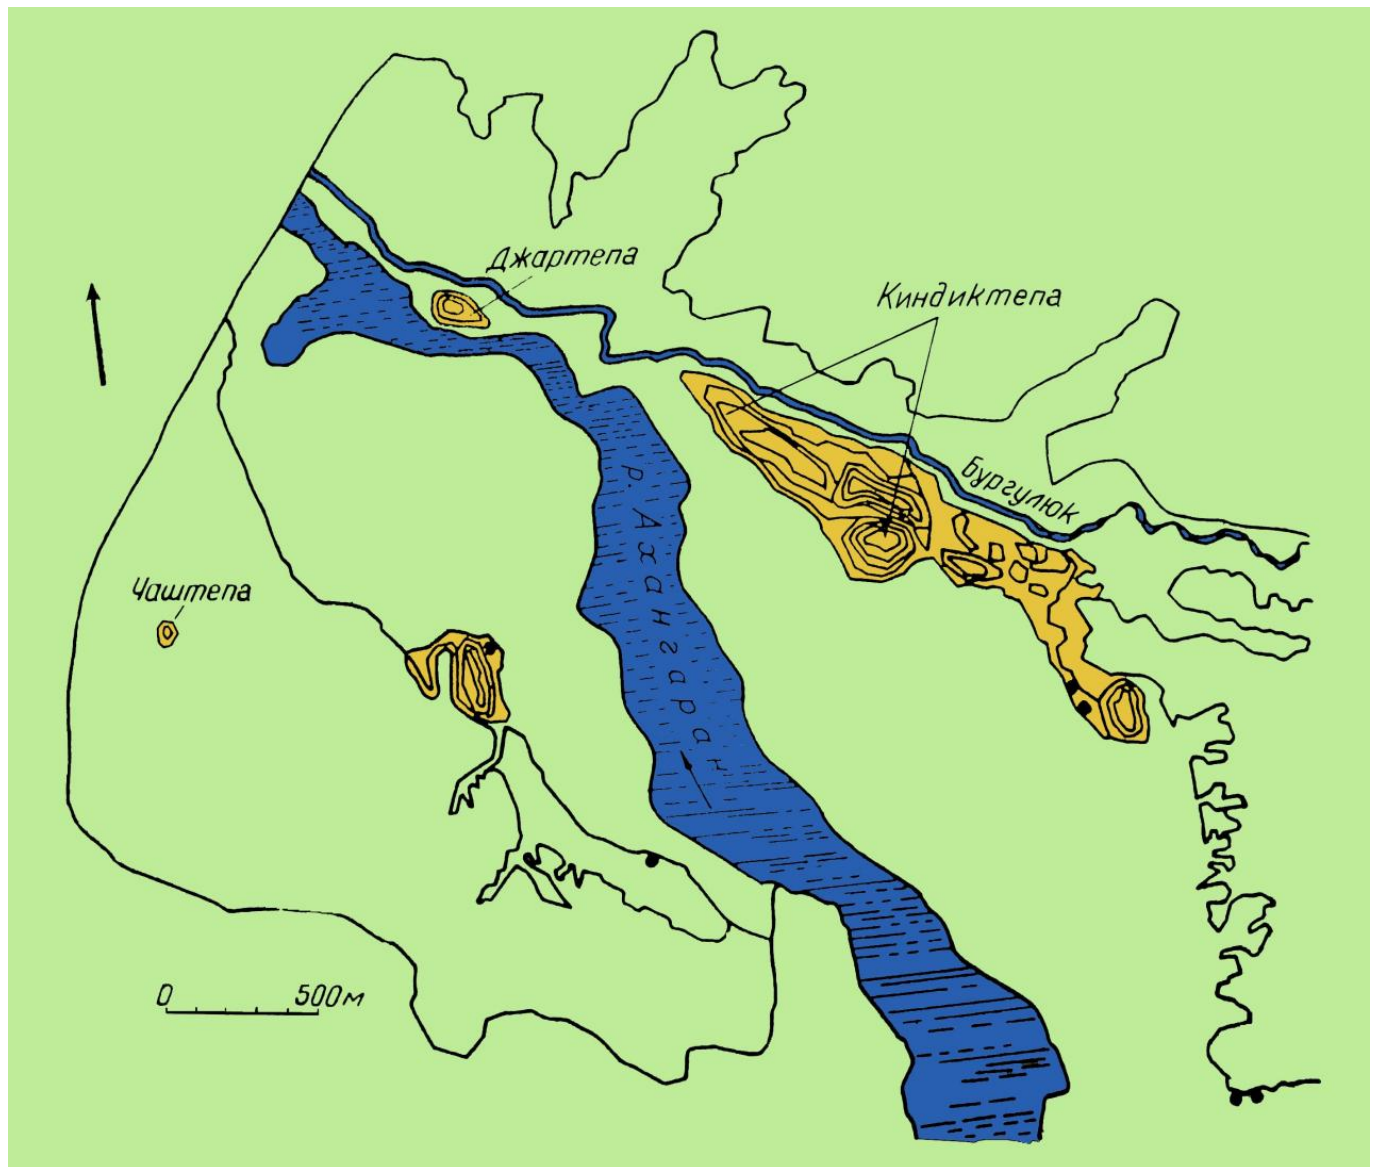 Джартепа
Киндиктепа
Бургулюк
р. Ахангаран
Чаштепа
0 500м